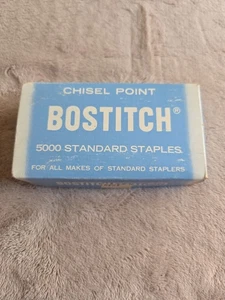 CHISEL POINT
BOSTITCH®
5000 STANDARD STAPLES
FOR ALL MAKES OF STANDARD STAPLERS